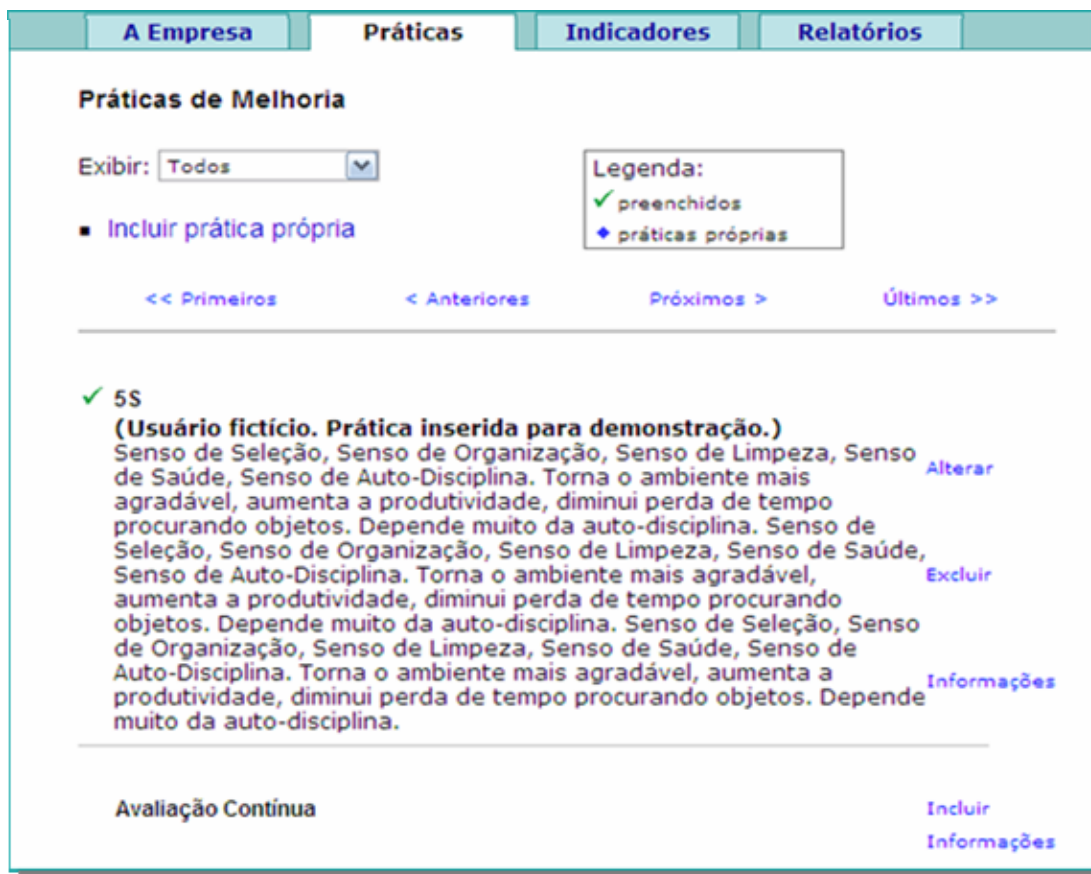 A Empresa Práticas Indicadores Relatórios
Práticas de Melhoria
Exibir: Todos
Legenda:
✓ preenchidos
◆ práticas próprias
▪ Incluir prática própria
<< Primeiros < Anteriores Próximos > Últimos >>
✓ 5S
(Usuário fictício. Prática inserida para demonstração.)
Senso de Seleção, Senso de Organização, Senso de Limpeza, Senso
de Saúde, Senso de Auto-Disciplina. Torna o ambiente mais
agradável, aumenta a produtividade, diminui perda de tempo
procurando objetos. Depende muito da auto-disciplina. Senso de
Seleção, Senso de Organização, Senso de Limpeza, Senso de Saúde,
Senso de Auto-Disciplina. Torna o ambiente mais agradável,
aumenta a produtividade, diminui perda de tempo procurando
objetos. Depende muito da auto-disciplina. Senso de Seleção, Senso
de Organização, Senso de Limpeza, Senso de Saúde, Senso de
Auto-Disciplina. Torna o ambiente mais agradável, aumenta a
produtividade, diminui perda de tempo procurando objetos. Depende
muito da auto-disciplina.
Alterar
Excluir
Informações
Avaliação Contínua
Incluir
Informações